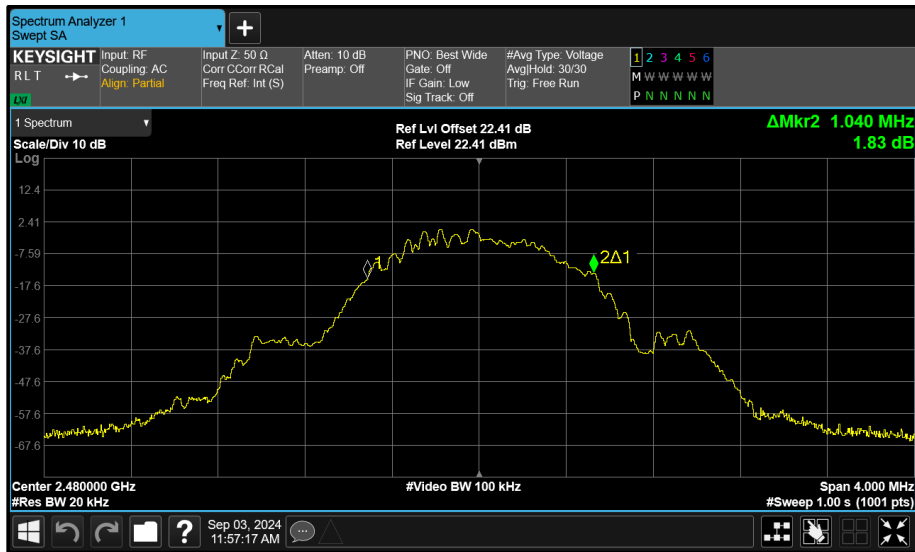 Spectrum Analyzer 1
Swept SA
KEYSIGHT
R L T
LXI
Input: RF
Coupling: AC
Align: Partial
Input Z: 50 Ω
Corr CCorr RCal
Freq Ref: Int (S)
Atten: 10 dB
Preamp: Off
PNO: Best Wide
Gate: Off
IF Gain: Low
Sig Track: Off
#Avg Type: Voltage
Avg|Hold: 30/30
Trig: Free Run
1 2 3 4 5 6
M W W W W W
P N N N N N
1 Spectrum
Scale/Div 10 dB
Ref Lvl Offset 22.41 dB
Ref Level 22.41 dBm
ΔMkr2 1.040 MHz
1.83 dB
Log
12.4
2.41
-7.59
-17.6
-27.6
-37.6
-47.6
-57.6
-67.6
1
2Δ1
Center 2.480000 GHz
#Res BW 20 kHz
#Video BW 100 kHz
Span 4.000 MHz
#Sweep 1.00 s (1001 pts)
?
Sep 03, 2024
11:57:17 AM